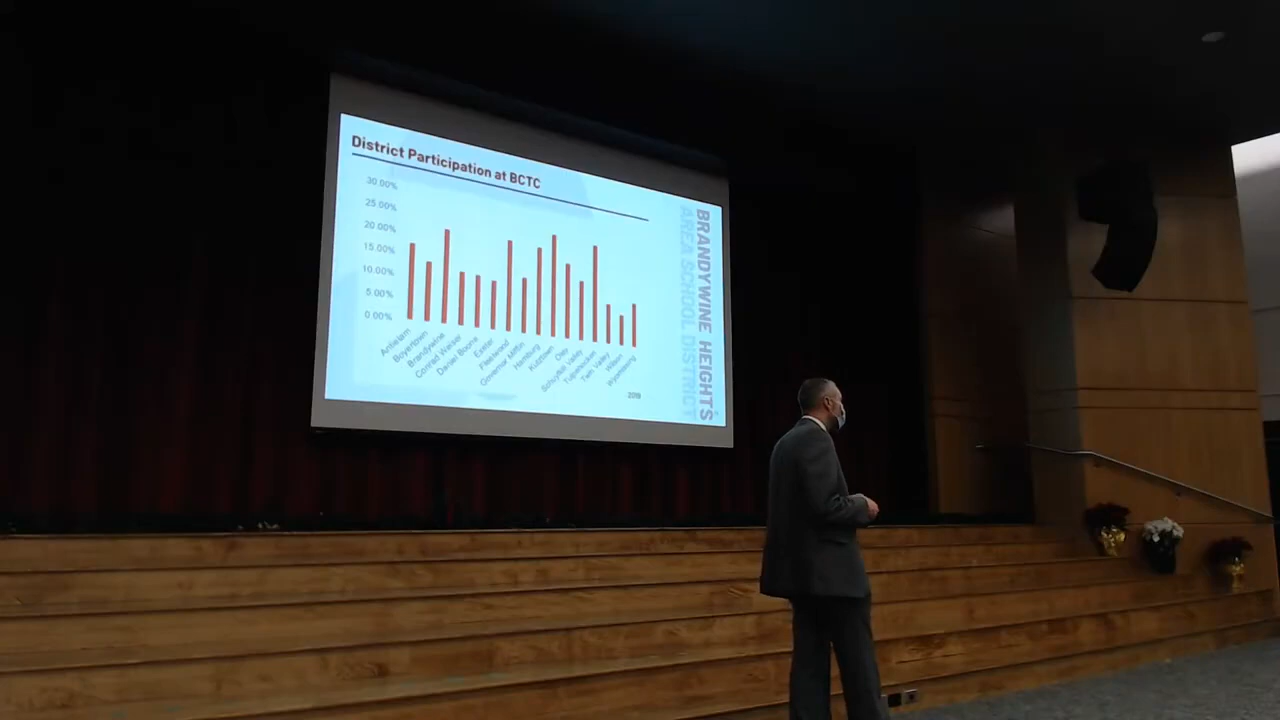 District Participation at BCTC
30.00%
25.00%
20.00%
15.00%
10.00%
5.00%
0.00%
Antietam
Boyertown
Brandywine
Conrad Weiser
Daniel Boone
Exeter
Fleetwood
Governor Mifflin
Hamburg
Kutztown
Oley
Schuylkill Valley
Tulpehocken
Twin Valley
Wilson
Wyomissing
2019
BRANDYWINE HEIGHTS
AREA SCHOOL DISTRICT